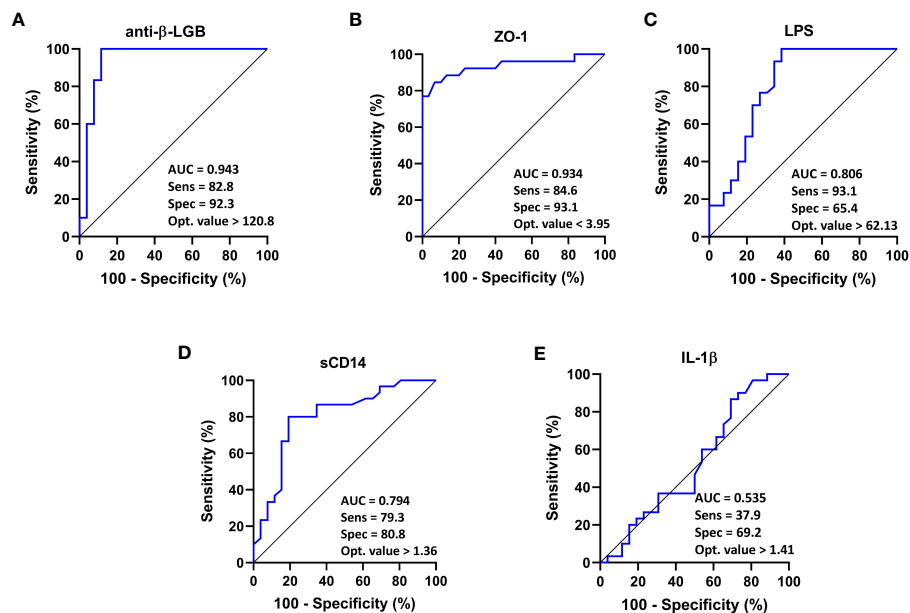 A
anti-β-LGB
100
80
60
40
20
0
Sensitivity (%)
AUC = 0.943
Sens = 82.8
Spec = 92.3
Opt. value > 120.8
0 20 40 60 80 100
100 - Specificity (%)
B
ZO-1
100
80
60
40
20
0
Sensitivity (%)
AUC = 0.934
Sens = 84.6
Spec = 93.1
Opt. value < 3.95
0 20 40 60 80 100
100 - Specificity (%)
C
LPS
100
80
60
40
20
0
Sensitivity (%)
AUC = 0.806
Sens = 93.1
Spec = 65.4
Opt. value > 62.13
0 20 40 60 80 100
100 - Specificity (%)
D
sCD14
100
80
60
40
20
0
Sensitivity (%)
AUC = 0.794
Sens = 79.3
Spec = 80.8
Opt. value > 1.36
0 20 40 60 80 100
100 - Specificity (%)
E
IL-1β
100
80
60
40
20
0
Sensitivity (%)
AUC = 0.535
Sens = 37.9
Spec = 69.2
Opt. value > 1.41
0 20 40 60 80 100
100 - Specificity (%)